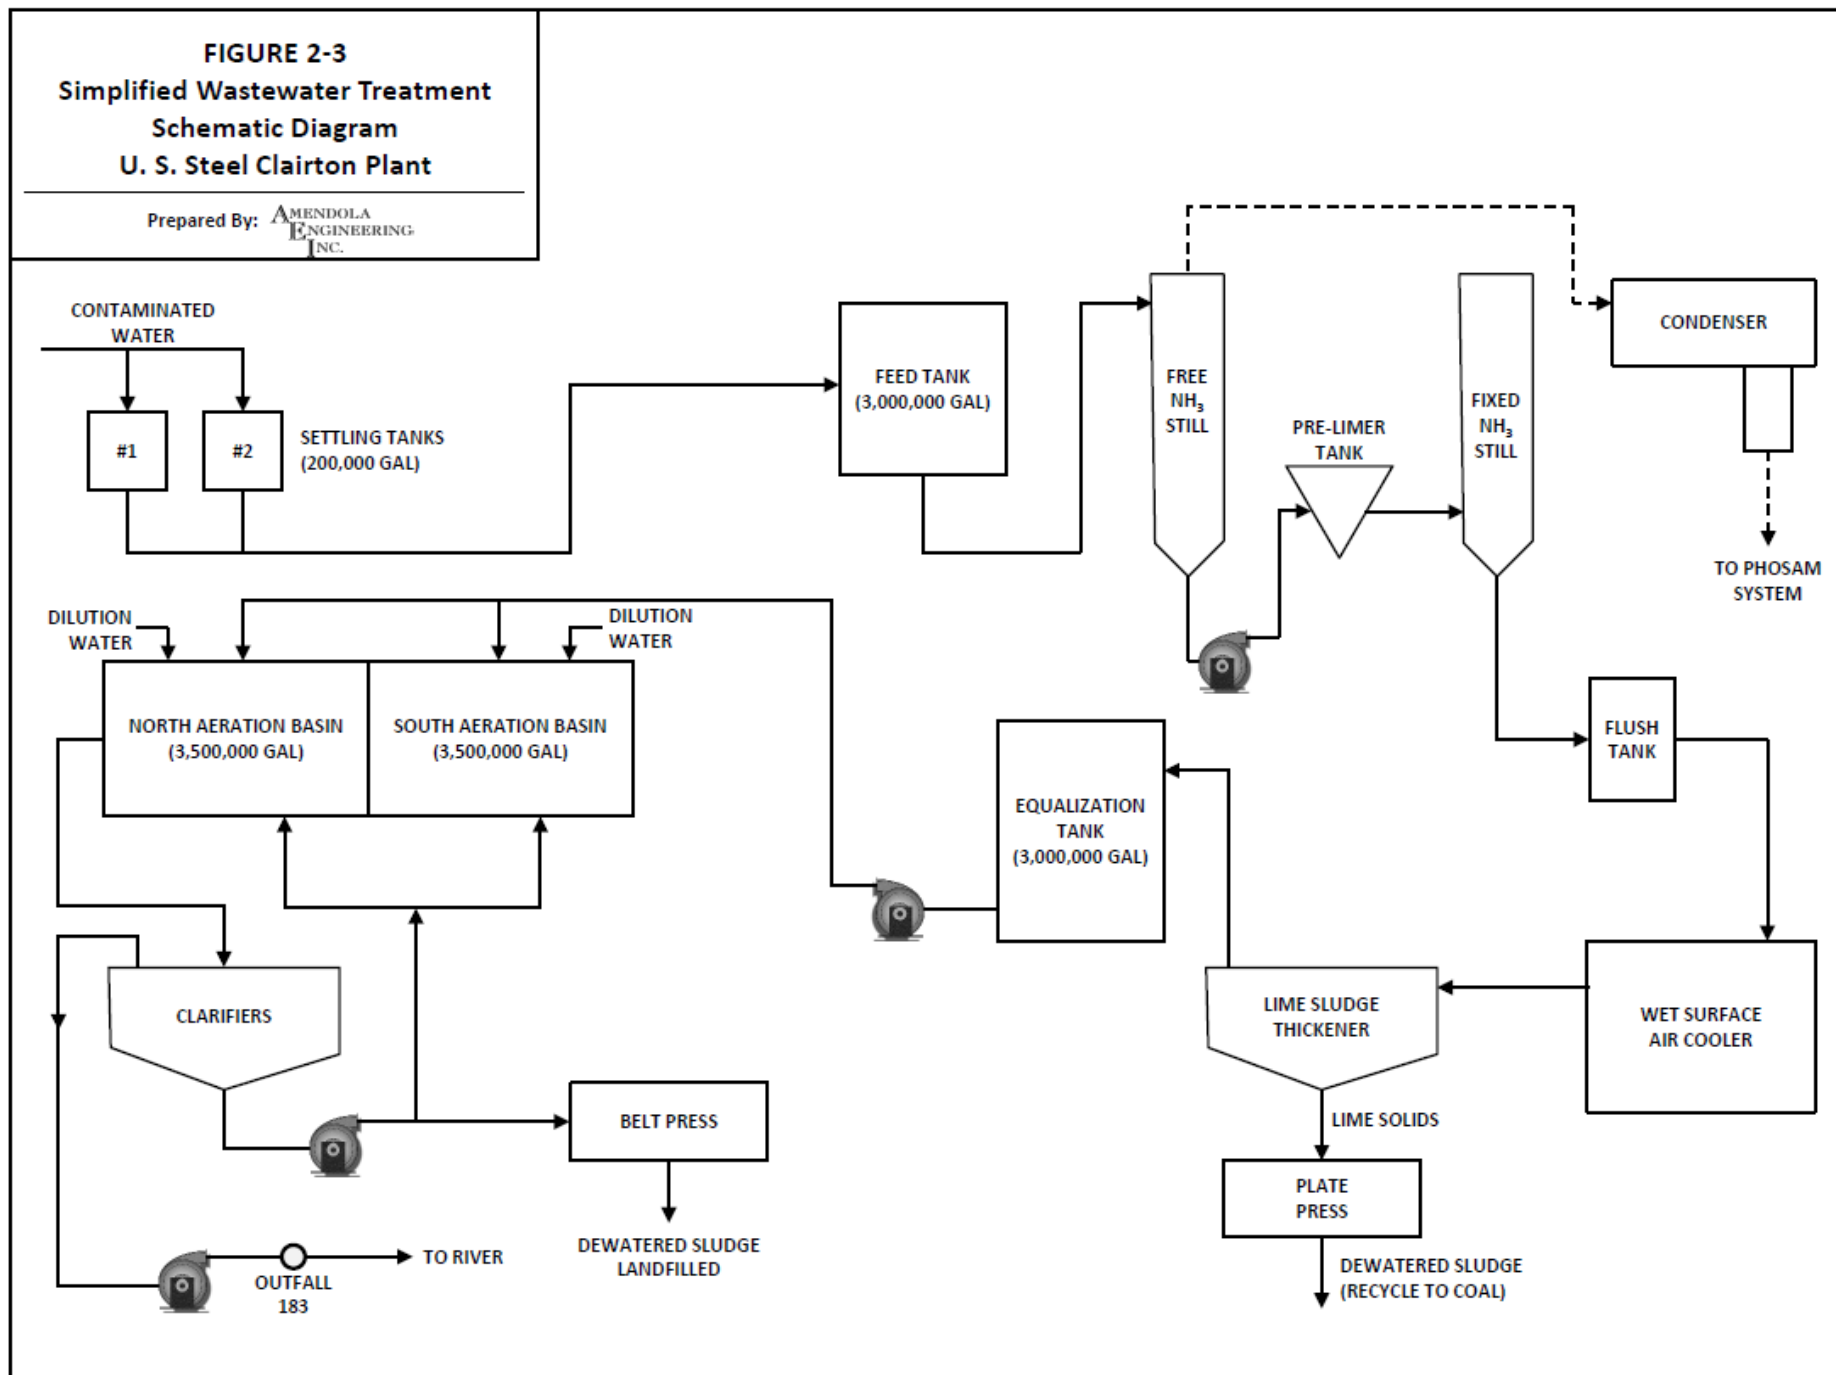 FIGURE 2-3
Simplified Wastewater Treatment
Schematic Diagram
U. S. Steel Clairton Plant
Prepared By:
AMENDOLA
ENGINEERING
INC.
CONTAMINATED
WATER
#1
#2
SETTLING TANKS
(200,000 GAL)
FEED TANK
(3,000,000 GAL)
FREE
NH₃
STILL
PRE-LIMER
TANK
FIXED
NH₃
STILL
CONDENSER
TO PHOSAM
SYSTEM
DILUTION
WATER
DILUTION
WATER
NORTH AERATION BASIN
(3,500,000 GAL)
SOUTH AERATION BASIN
(3,500,000 GAL)
EQUALIZATION
TANK
(3,000,000 GAL)
FLUSH
TANK
CLARIFIERS
LIME SLUDGE
THICKENER
WET SURFACE
AIR COOLER
BELT PRESS
LIME SOLIDS
PLATE
PRESS
DEWATERED SLUDGE
LANDFILLED
DEWATERED SLUDGE
(RECYCLE TO COAL)
TO RIVER
OUTFALL
183